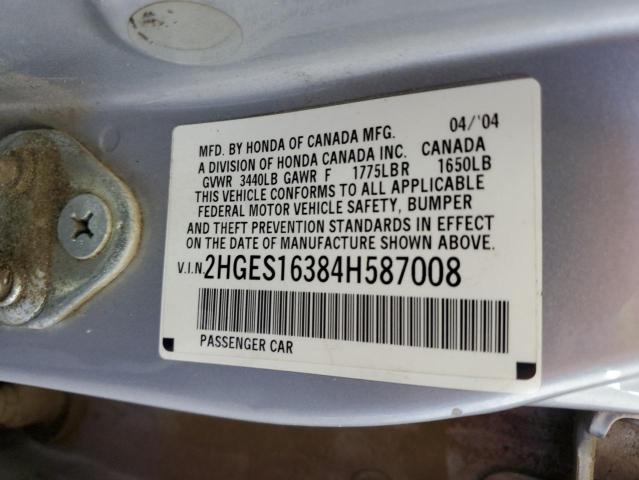 MFD. BY HONDA OF CANADA MFG. 04/'04
A DIVISION OF HONDA CANADA INC. CANADA
GVWR 3440LB GAWR F 1775LBR 1650LB
THIS VEHICLE CONFORMS TO ALL APPLICABLE
FEDERAL MOTOR VEHICLE SAFETY, BUMPER
AND THEFT PREVENTION STANDARDS IN EFFECT
ON THE DATE OF MANUFACTURE SHOWN ABOVE.
V.I.N. 2HGES16384H587008
PASSENGER CAR